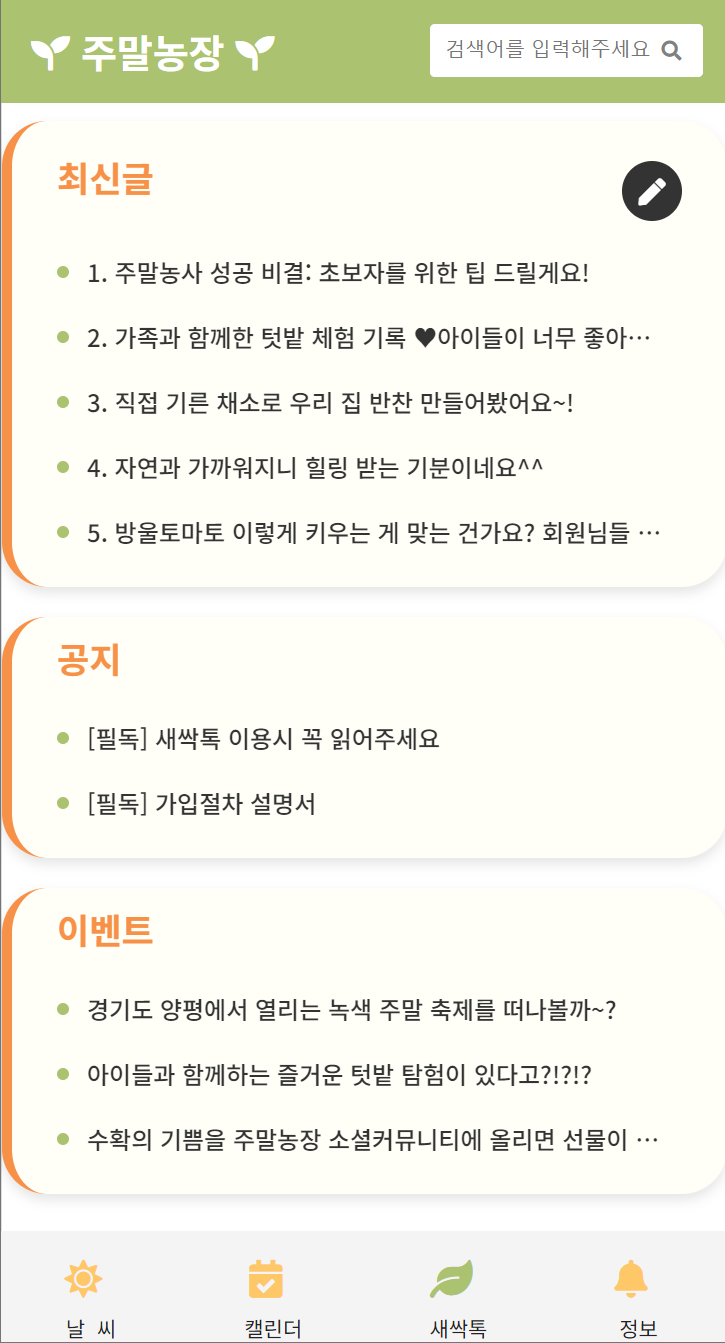 주말농장
검색어를 입력해주세요
최신글
1. 주말농사 성공 비결: 초보자를 위한 팁 드릴게요!
2. 가족과 함께한 텃밭 체험 기록 ♥아이들이 너무 좋아…
3. 직접 기른 채소로 우리 집 반찬 만들어봤어요~!
4. 자연과 가까워지니 힐링 받는 기분이네요^^
5. 방울토마토 이렇게 키우는 게 맞는 건가요? 회원님들 …
공지
[필독] 새싹톡 이용시 꼭 읽어주세요
[필독] 가입절차 설명서
이벤트
경기도 양평에서 열리는 녹색 주말 축제를 떠나볼까~?
아이들과 함께하는 즐거운 텃밭 탐험이 있다고?!?!?
수확의 기쁨을 주말농장 소셜커뮤니티에 올리면 선물이 …
날 씨 캘린더 새싹톡 정보